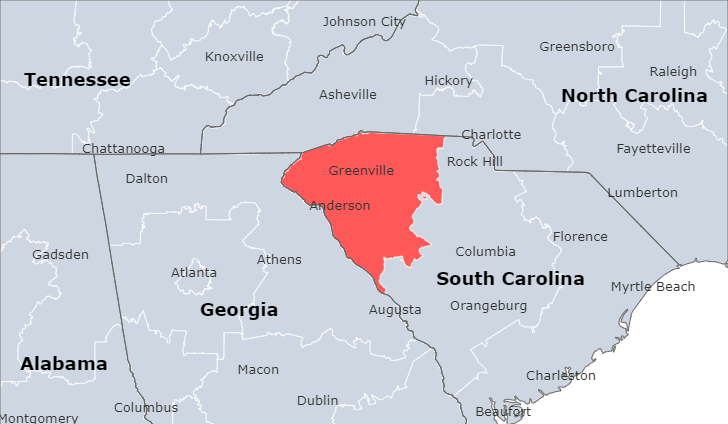 Johnson City
Greensboro
Knoxville
Tennessee
Raleigh
Hickory
Asheville
North Carolina
Charlotte
Chattanooga
Fayetteville
Rock Hill
Greenville
Dalton
Lumberton
Anderson
Florence
Columbia
Gadsden
Athens
Atlanta
South Carolina
Myrtle Beach
Orangeburg
Georgia
Augusta
Alabama
Macon
Charleston
Dublin
Columbus
Beaufort
Montgomery